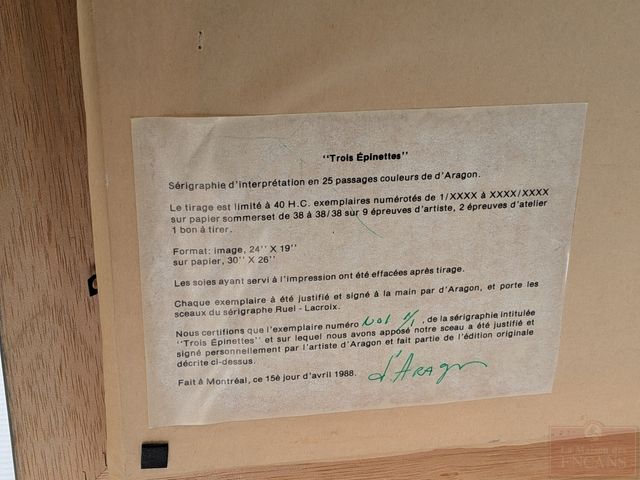 "Trois Épinettes"
Sérigraphie d'interprétation en 25 passages couleurs de d'Aragon.
Le tirage est limité à 40 H.C. exemplaires numérotés de 1/XXXX à XXXX/XXXX
sur papier sommerset de 38 à 38/38 sur 9 épreuves d'artiste, 2 épreuves d'atelier
1 bon à tirer.
Format: image, 24'' X 19''
sur papier, 30'' X 26''
Les soies ayant servi à l'impression ont été effacées après tirage.
Chaque exemplaire à été justifié et signé à la main par d'Aragon, et porte les
sceaux du sérigraphe Ruel - Lacroix.
Nous certifions que l'exemplaire numéro , de la sérigraphie intitulée
"Trois Épinettes" et sur lequel nous avons apposé notre sceau a été justifié et
signé personnellement par l'artiste d'Aragon et fait partie de l'édition originale
décrite ci-dessus.
Fait à Montréal, ce 15è jour d'avril 1988. d'Aragon
La Maison des
ENCANS